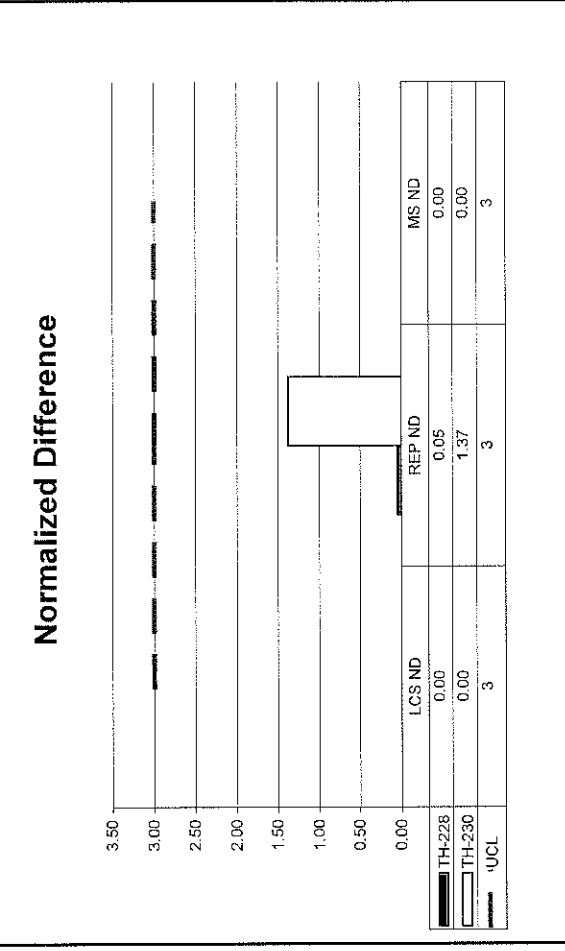 Normalized Difference
3.50
3.00
2.50
2.00
1.50
1.00
0.50
0.00
LCS ND REP ND MS ND
TH-228 0.00 0.05 0.00
TH-230 0.00 1.37 0.00
UCL 3 3 3